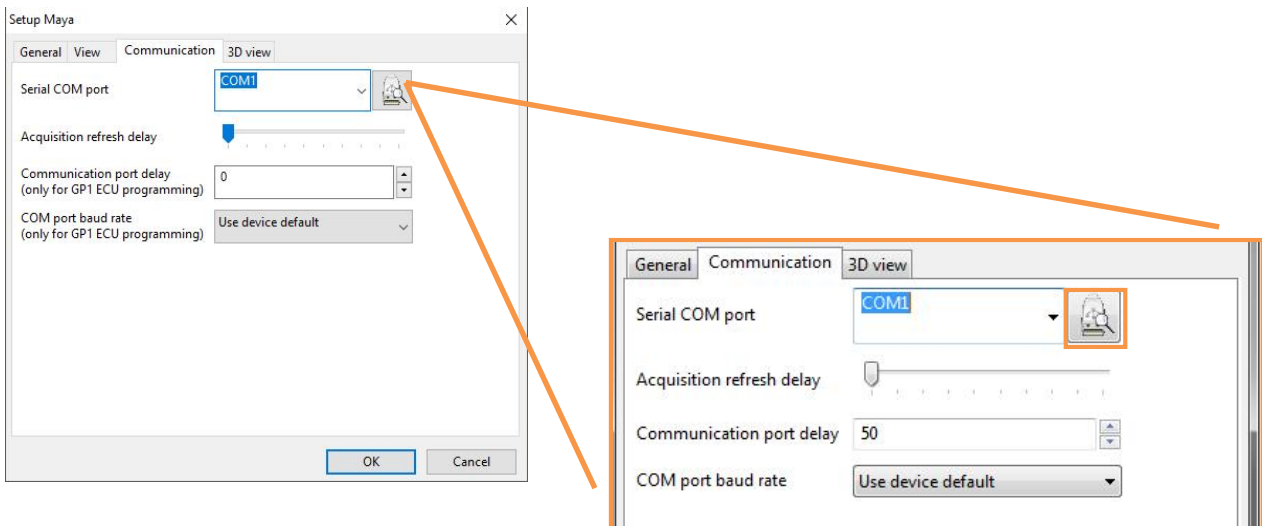 Setup Maya
General View Communication 3D view
Serial COM port COM1
Acquisition refresh delay
Communication port delay
(only for GP1 ECU programming) 0
COM port baud rate
(only for GP1 ECU programming) Use device default
OK Cancel
General Communication 3D view
Serial COM port COM1
Acquisition refresh delay
Communication port delay 50
COM port baud rate Use device default